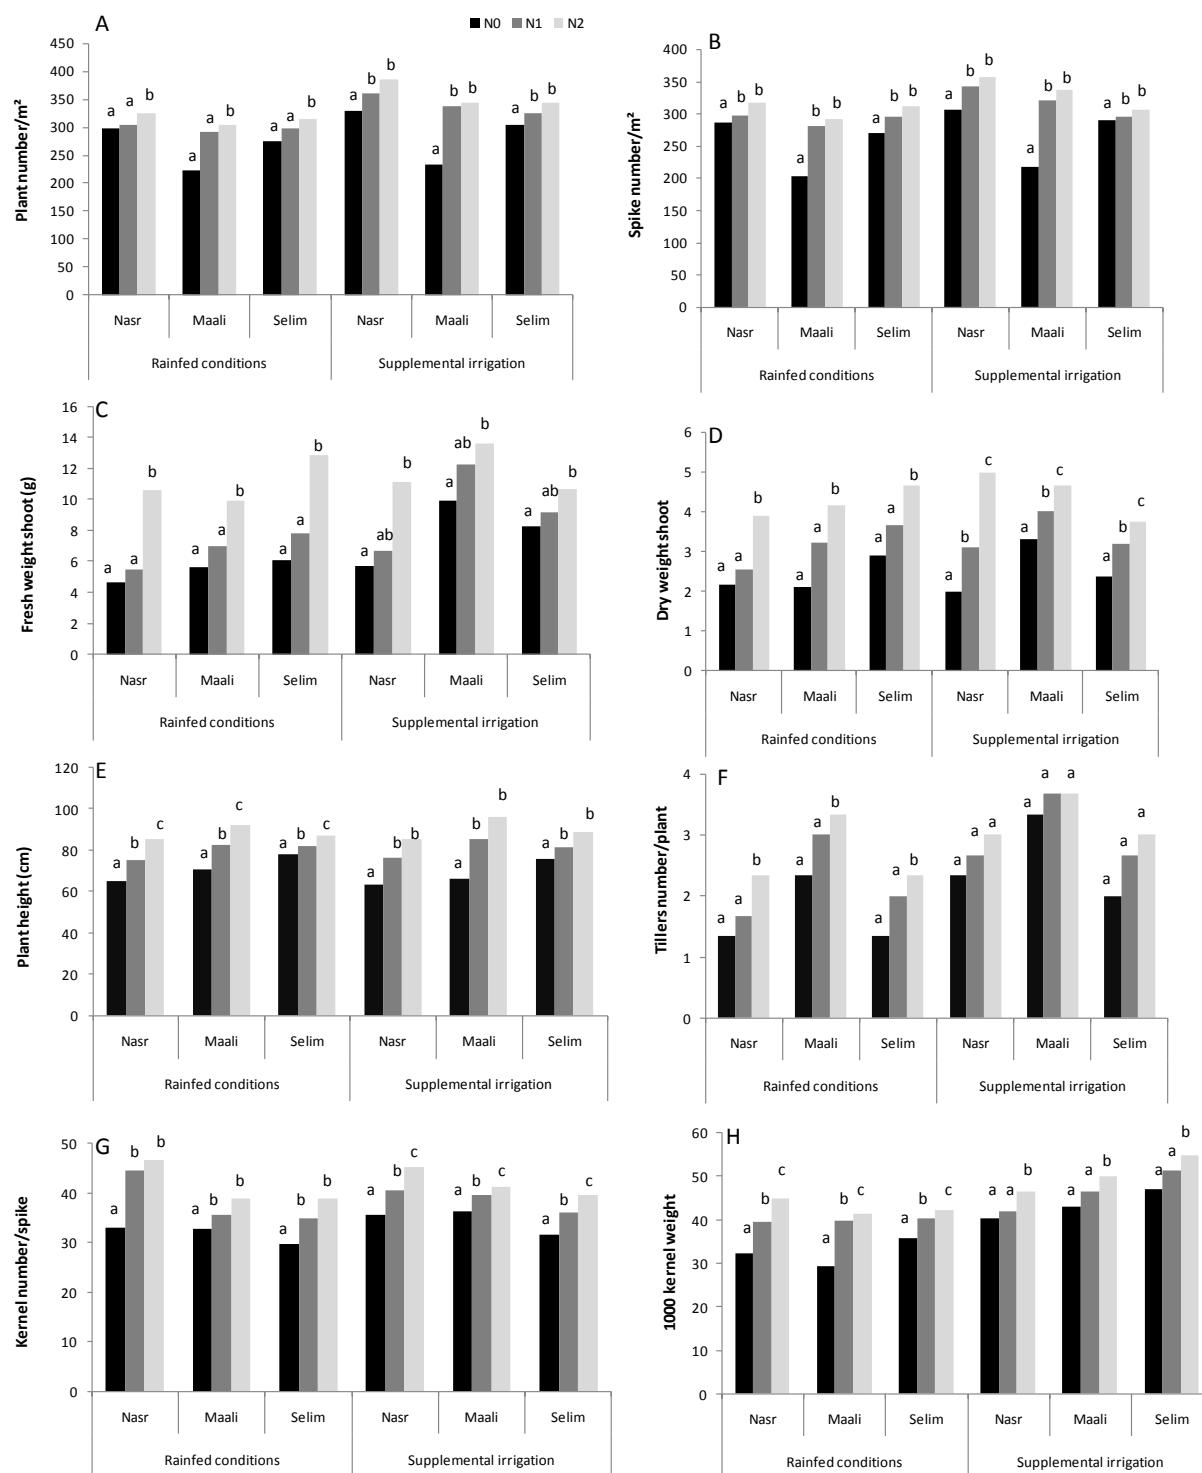 A
N0 N1 N2
Plant number/m²
450
400
350
300
250
200
150
100
50
0
a a b
a a b
a a b
a b b
a b b
a b b
Nasr Maali Selim Nasr Maali Selim
Rainfed conditions Supplemental irrigation
B
Spike number/m²
400
350
300
250
200
150
100
50
0
a b b
a b b
a b b
a b b
a b b
a b b
Nasr Maali Selim Nasr Maali Selim
Rainfed conditions Supplemental irrigation
C
Fresh weight shoot (g)
16
14
12
10
8
6
4
2
0
a a b
a a b
a a b
a ab b
a ab b
a ab b
Nasr Maali Selim Nasr Maali Selim
Rainfed conditions Supplemental irrigation
D
Dry weight shoot
6
5
4
3
2
1
0
a a b
a a b
a a b
a b c
a b c
a b c
Nasr Maali Selim Nasr Maali Selim
Rainfed conditions Supplemental irrigation
E
Plant height (cm)
120
100
80
60
40
20
0
a b c
a b c
a b c
a b b
a b b
a b b
Nasr Maali Selim Nasr Maali Selim
Rainfed conditions Supplemental irrigation
F
Tillers number/plant
4
3
2
1
0
a a b
a a b
a a b
a a a
a a a
a a a
Nasr Maali Selim Nasr Maali Selim
Rainfed conditions Supplemental irrigation
G
Kernel number/spike
50
40
30
20
10
0
a b b
a b b
a b b
a b c
a b c
a b c
Nasr Maali Selim Nasr Maali Selim
Rainfed conditions Supplemental irrigation
H
1000 kernel weight
60
50
40
30
20
10
0
a b c
a b c
a b c
a a b
a a b
a a b
Nasr Maali Selim Nasr Maali Selim
Rainfed conditions Supplemental irrigation